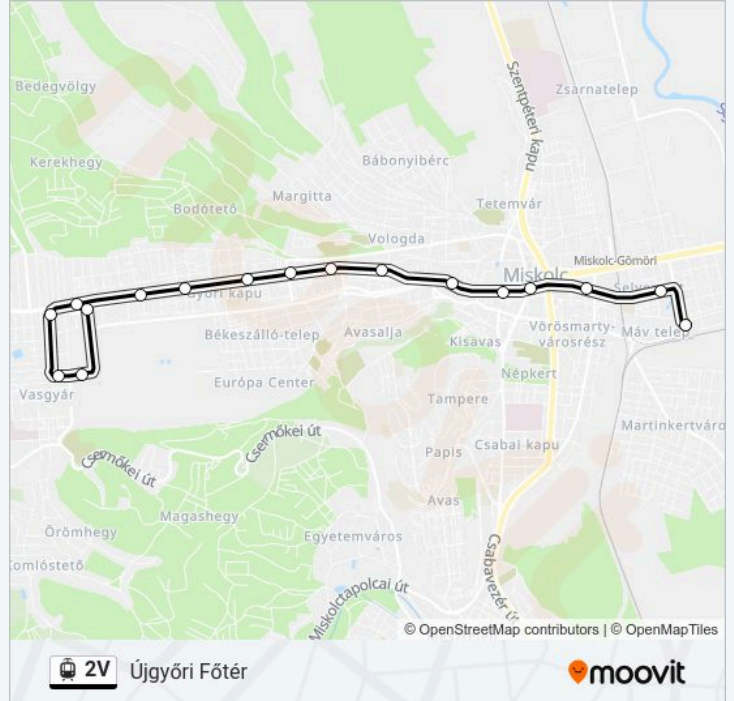 Bedegvölgy
Szentpéteri kapu
Zsarnatelep
Kerekhegy
Bábonyibérc
Margitta
Tetemvár
Bodótető
Vologda
Miskolc-Gömöri
Miskolc
Győri kapu
Békeszálló-telep
Avasalja
Kisavas
Vörösmarty-
városrész
Máv telep
Népkert
Európa Center
Vasgyár
Tampere
Martinkertváro
Csermőkei út
Csermőkei út
Csabai kapu
Papis
Magashegy
Avas
Örömhegy
Egyetemváros
Komlóstető
Csabavezér út
Miskolctapolcai út
© OpenStreetMap contributors | © OpenMapTiles
2V Újgyőri Főtér
moovit